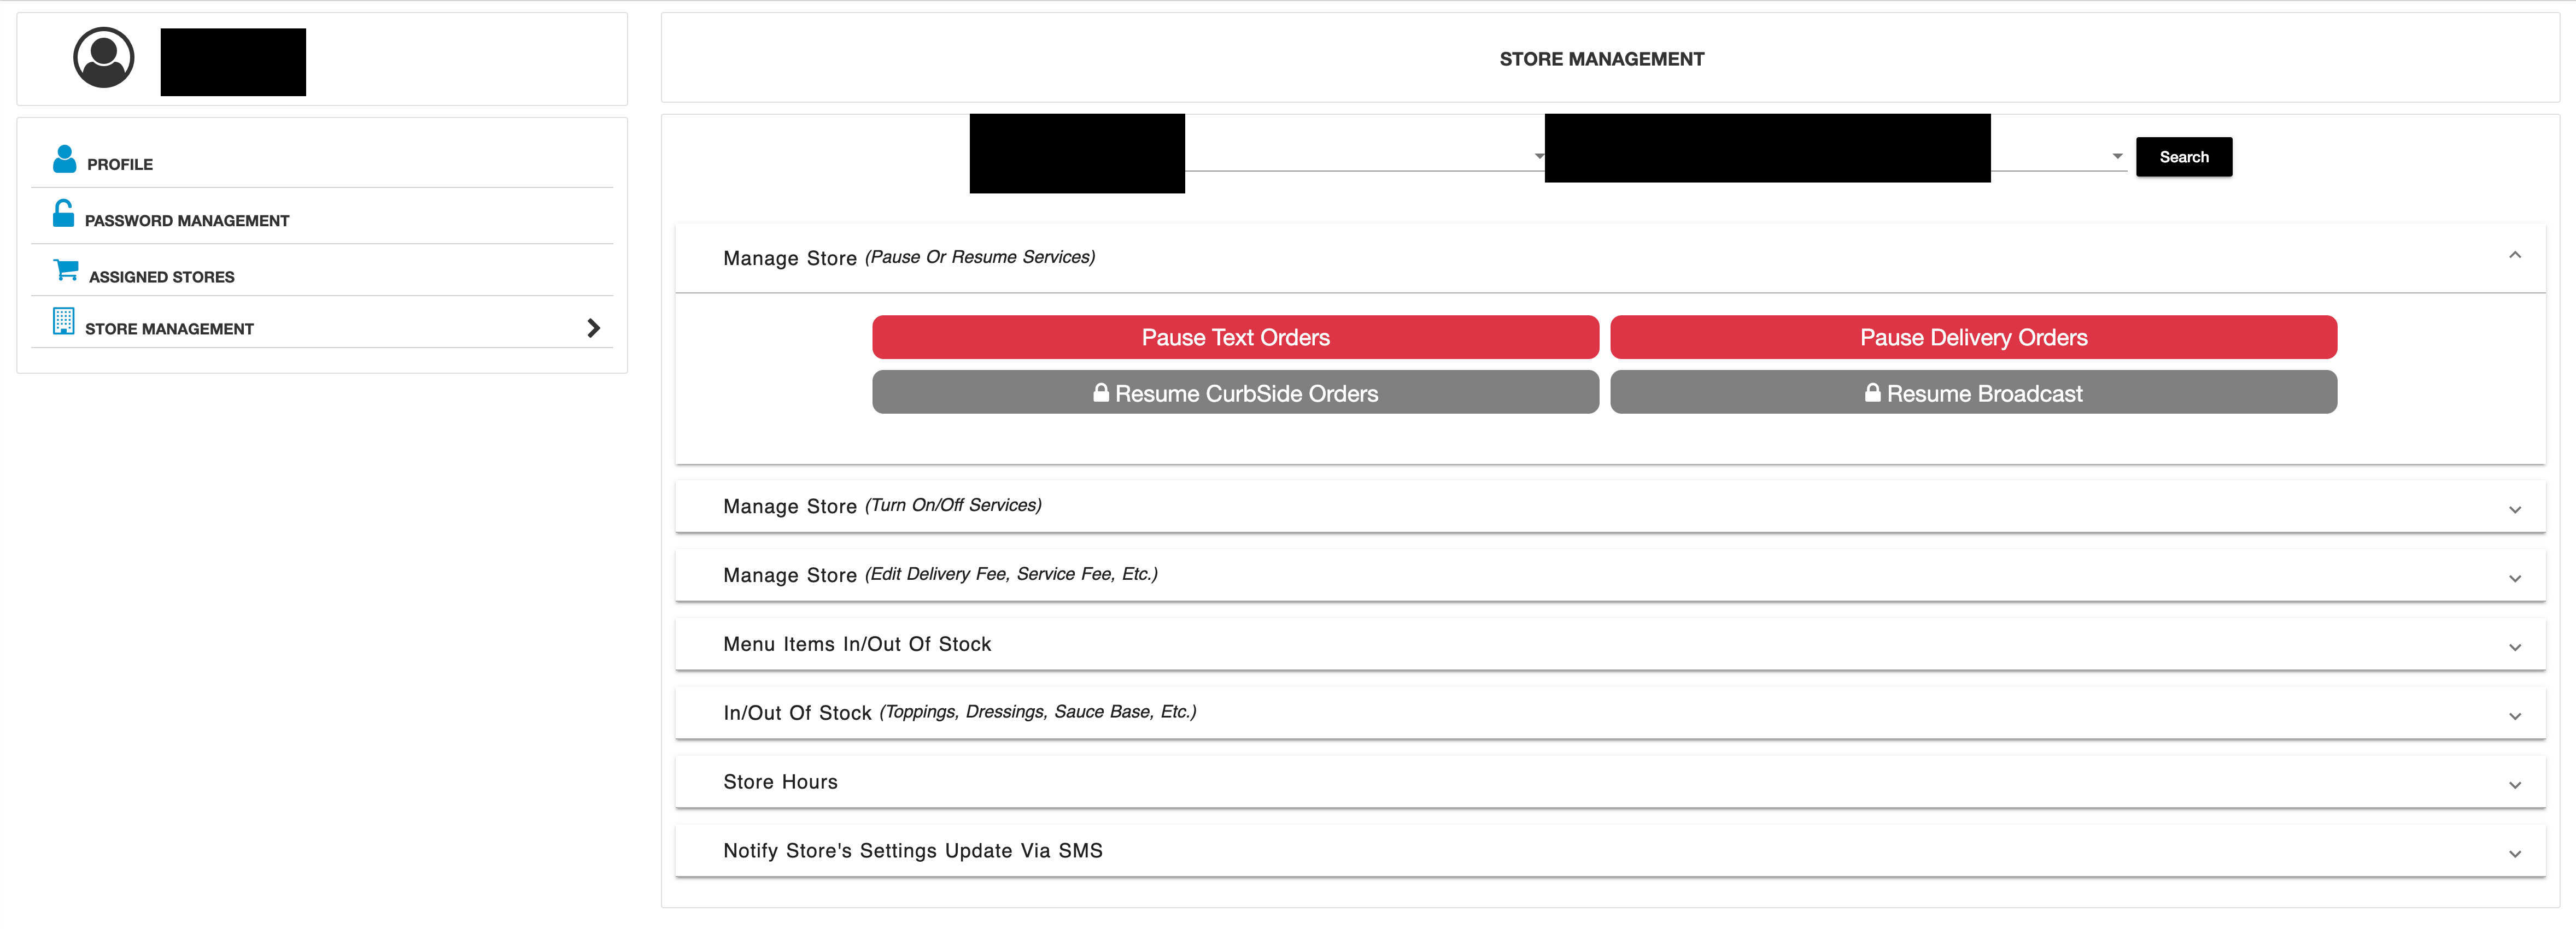 PROFILE
PASSWORD MANAGEMENT
ASSIGNED STORES
STORE MANAGEMENT
STORE MANAGEMENT
Search
Manage Store (Pause Or Resume Services)
Pause Text Orders
Pause Delivery Orders
Resume CurbSide Orders
Resume Broadcast
Manage Store (Turn On/Off Services)
Manage Store (Edit Delivery Fee, Service Fee, Etc.)
Menu Items In/Out Of Stock
In/Out Of Stock (Toppings, Dressings, Sauce Base, Etc.)
Store Hours
Notify Store's Settings Update Via SMS